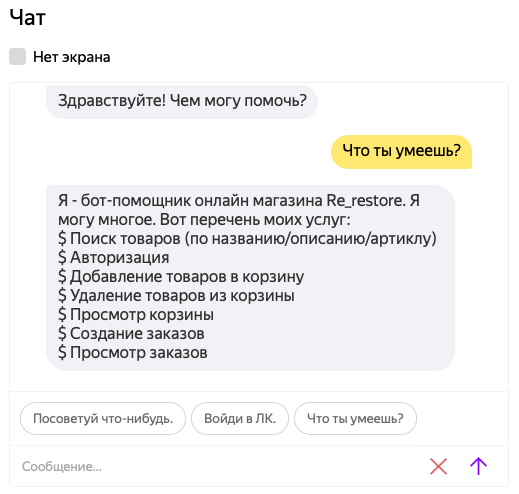 Чат
Нет экрана
Здравствуйте! Чем могу помочь?
Что ты умеешь?
Я - бот-помощник онлайн магазина Re_restore. Я
могу многое. Вот перечень моих услуг:
$ Поиск товаров (по названию/описанию/артиклу)
$ Авторизация
$ Добавление товаров в корзину
$ Удаление товаров из корзины
$ Просмотр корзины
$ Создание заказов
$ Просмотр заказов
Посоветуй что-нибудь.
Войди в ЛК.
Что ты умеешь?
Сообщение...